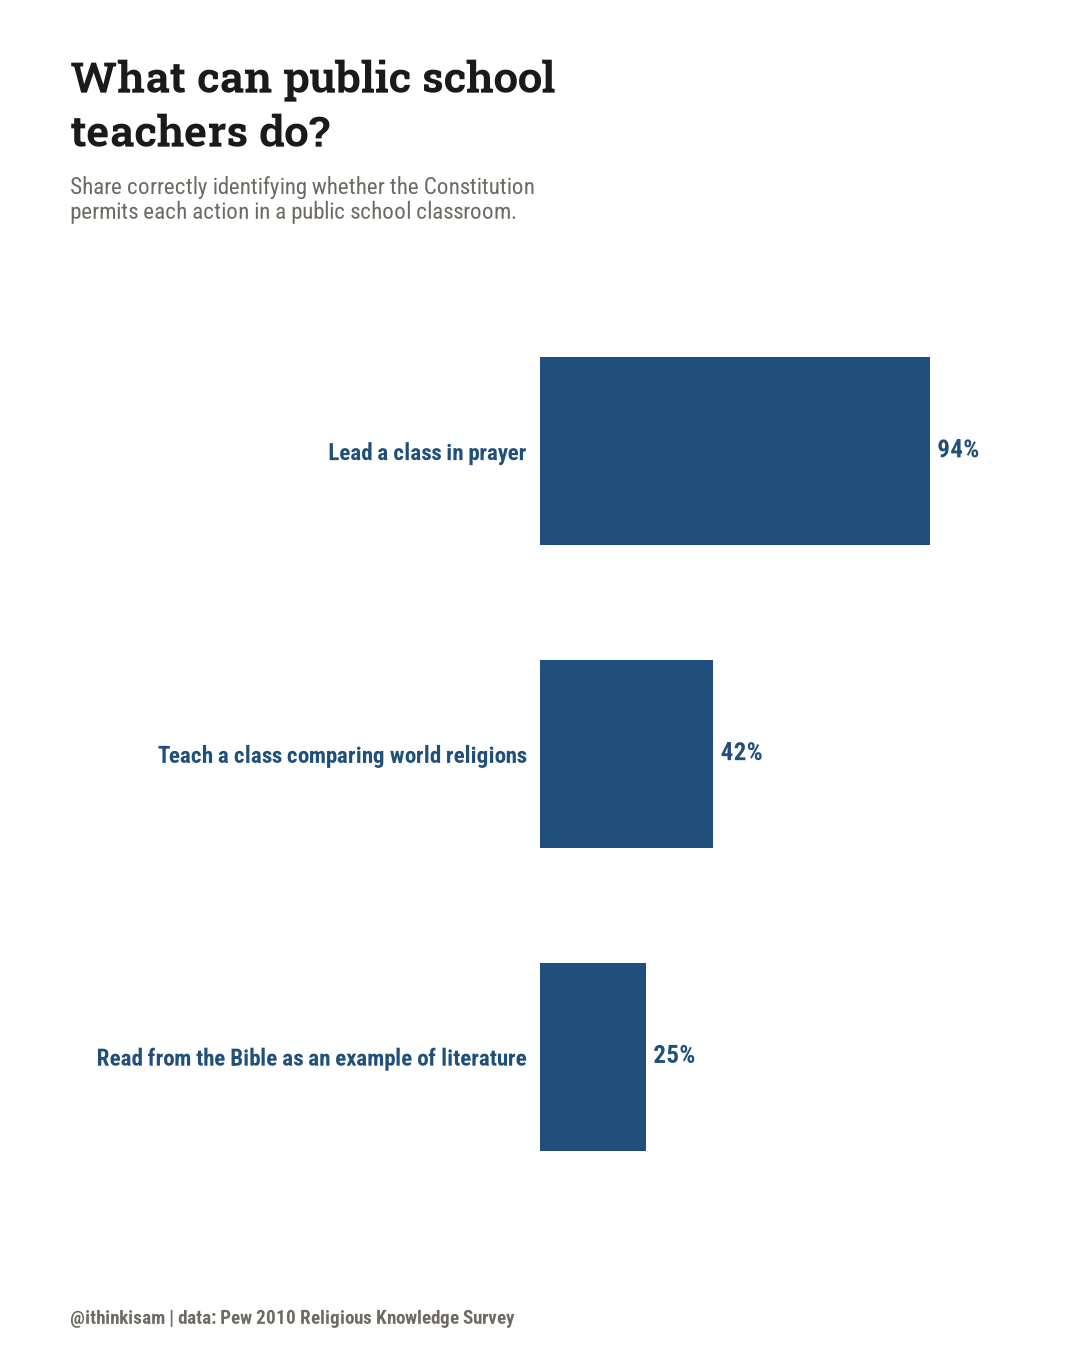 What can public school
teachers do?
Share correctly identifying whether the Constitution
permits each action in a public school classroom.
Lead a class in prayer
94%
Teach a class comparing world religions
42%
Read from the Bible as an example of literature
25%
@ithinkisam | data: Pew 2010 Religious Knowledge Survey